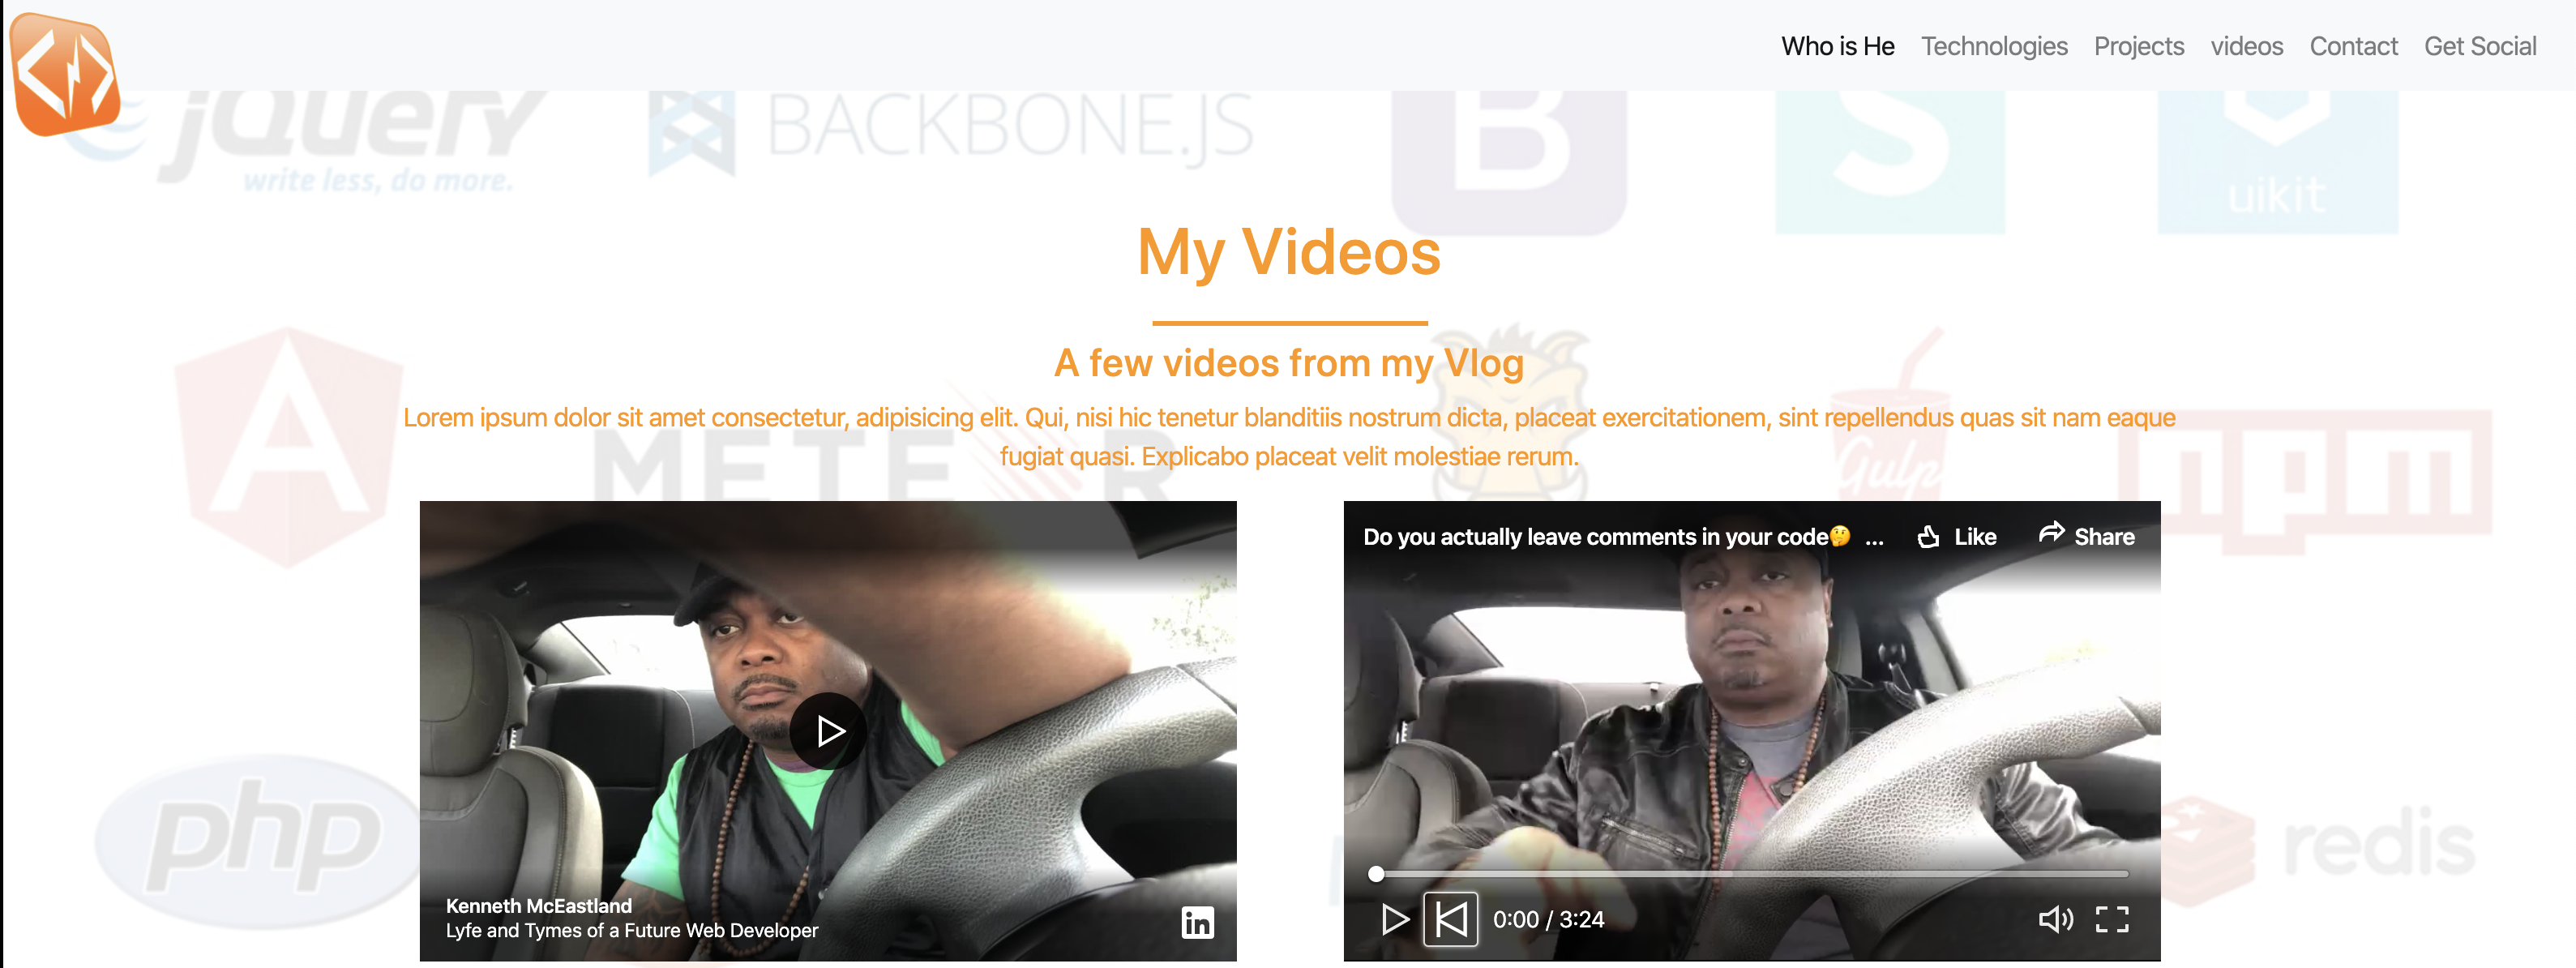 Who is He Technologies Projects videos Contact Get Social
jQuery BACKBONE.JS B S
write less, do more. uikit
My Videos
A few videos from my Vlog
Lorem ipsum dolor sit amet consectetur, adipisicing elit. Qui, nisi hic tenetur blanditiis nostrum dicta, placeat exercitationem, sint repellendus quas sit nam eaque
fugiat quasi. Explicabo placeat velit molestiae rerum.
A METE R Gulp npm
Do you actually leave comments in your code🤔 ... Like Share
php redis
Kenneth McEastland
Lyfe and Tymes of a Future Web Developer in
0:00 / 3:24